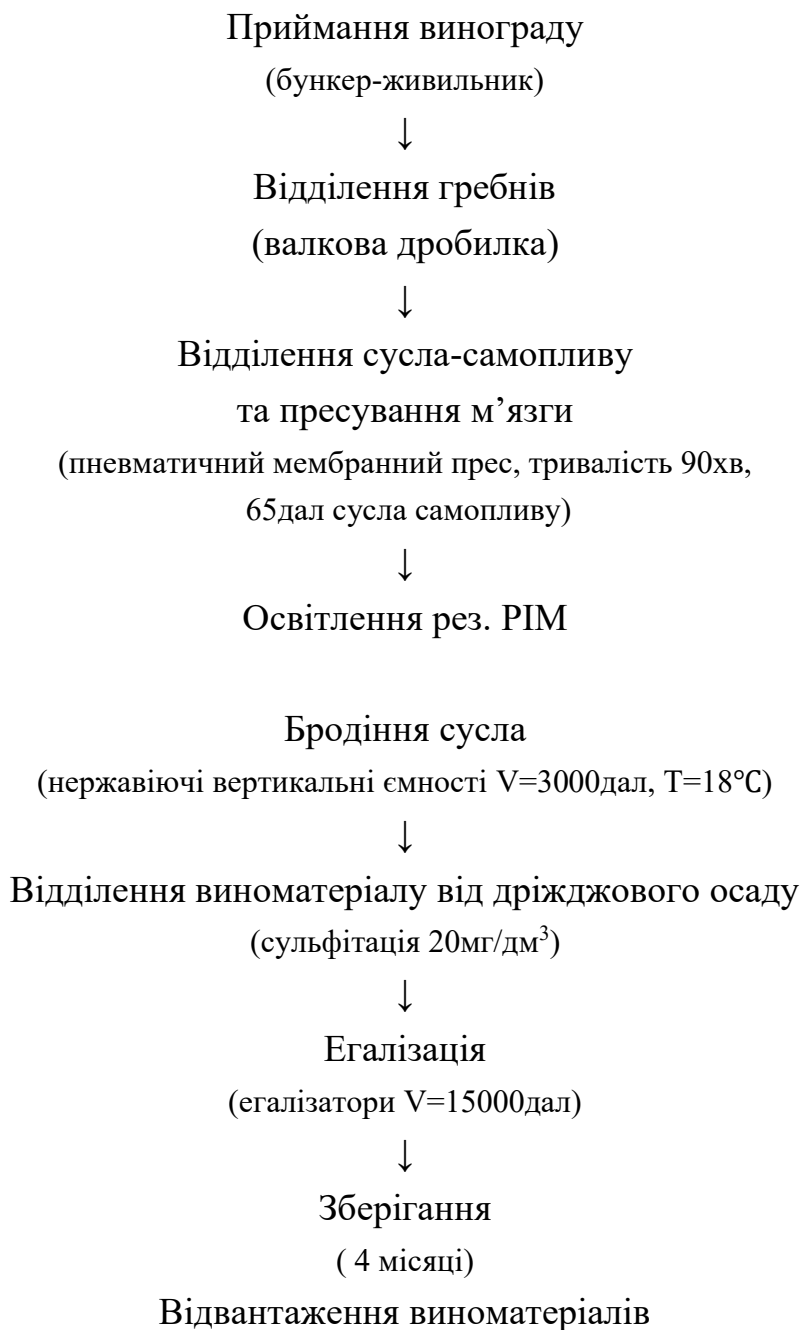 Приймання винограду
(бункер-живильник)
↓
Відділення гребнів
(валкова дробилка)
↓
Відділення сусла-самопливу
та пресування м’язги
(пневматичний мембранний прес, тривалість 90хв,
65дал сусла самопливу)
↓
Освітлення рез. РІМ
Бродіння сусла
(нержавіючі вертикальні ємності V=3000дал, T=18℃)
↓
Відділення виноматеріалу від дріжджового осаду
(сульфітація 20мг/дм³)
↓
Егалізація
(егалізатори V=15000дал)
↓
Зберігання
( 4 місяці)
Відвантаження виноматеріалів